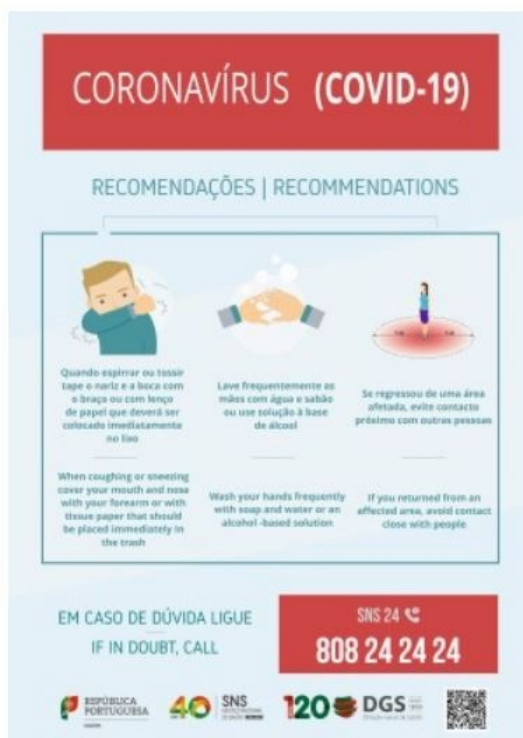 CORONAVÍRUS (COVID-19)
RECOMENDAÇÕES | RECOMMENDATIONS
Quando espirrar ou tossir
tape o nariz e a boca com
o braço ou com lenço
de papel que deverá ser
colocado imediatamente
no lixo
When coughing or sneezing
cover your mouth and nose
with your forearm or with
tissue paper that should
be placed immediately in
the trash
Lave frequentemente as
mãos com água e sabão
ou use solução à base
de álcool
Wash your hands frequently
with soap and water or an
alcohol -based solution
Se regressou de uma área
afetada, evite contacto
próximo com outras pessoas
If you returned from an
affected area, avoid contact
close with people
EM CASO DE DÚVIDA LIGUE
IF IN DOUBT, CALL
SNS 24
808 24 24 24
REPÚBLICA
PORTUGUESA
40
SNS
120
DGS